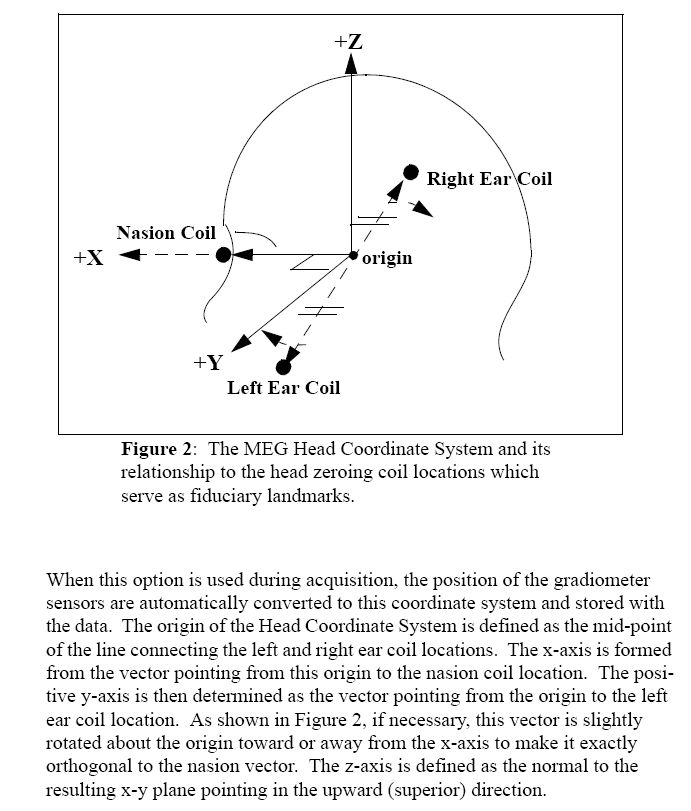 +Z
Right Ear Coil
Nasion Coil
+X
origin
+Y
Left Ear Coil
Figure 2:  The MEG Head Coordinate System and its
relationship to the head zeroing coil locations which
serve as fiduciary landmarks.
When this option is used during acquisition, the position of the gradiometer
sensors are automatically converted to this coordinate system and stored with
the data.  The origin of the Head Coordinate System is defined as the mid-point
of the line connecting the left and right ear coil locations.  The x-axis is formed
from the vector pointing from this origin to the nasion coil location.  The posi-
tive y-axis is then determined as the vector pointing from the origin to the left
ear coil location.  As shown in Figure 2, if necessary, this vector is slightly
rotated about the origin toward or away from the x-axis to make it exactly
orthogonal to the nasion vector.  The z-axis is defined as the normal to the
resulting x-y plane pointing in the upward (superior) direction.